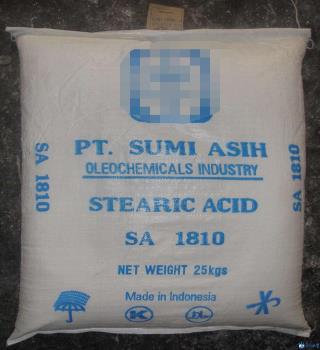 PT. SUMI ASIH
OLEOCHEMICALS INDUSTRY
STEARIC ACID
SA 1810
NET WEIGHT 25kgs
Made in Indonesia
K
SA 1810
SA 1810